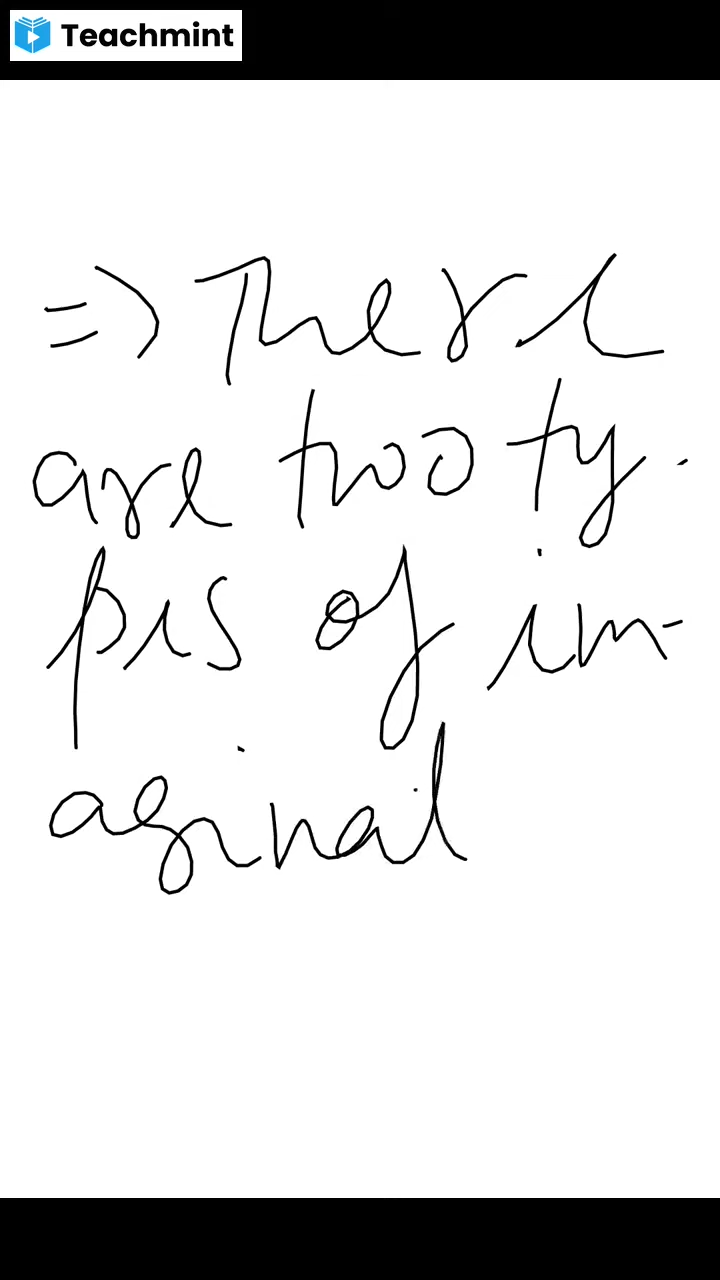 Teachmint
=> There
are two ty-
pes of im-
aginal